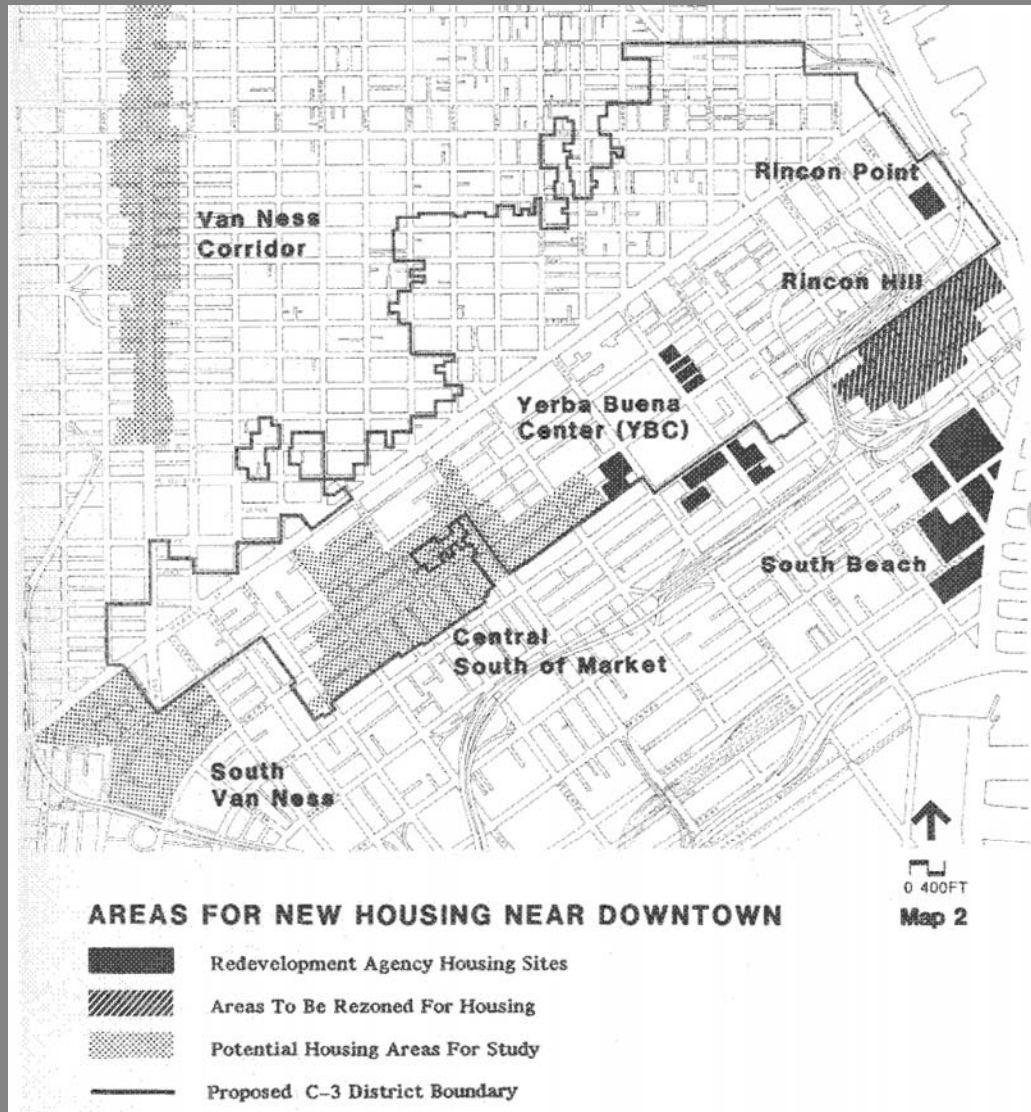 Rincon Point
Van Ness
Corridor
Rincon Hill
Yerba Buena
Center (YBC)
South Beach
Central
South of Market
South
Van Ness
0 400FT
AREAS FOR NEW HOUSING NEAR DOWNTOWN
Map 2
Redevelopment Agency Housing Sites
Areas To Be Rezoned For Housing
Potential Housing Areas For Study
Proposed C-3 District Boundary